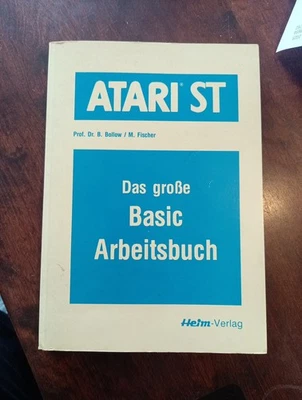 ATARI® ST
Prof. Dr. B. Bollow / M. Fischer
Das große
Basic
Arbeitsbuch
Heim-Verlag